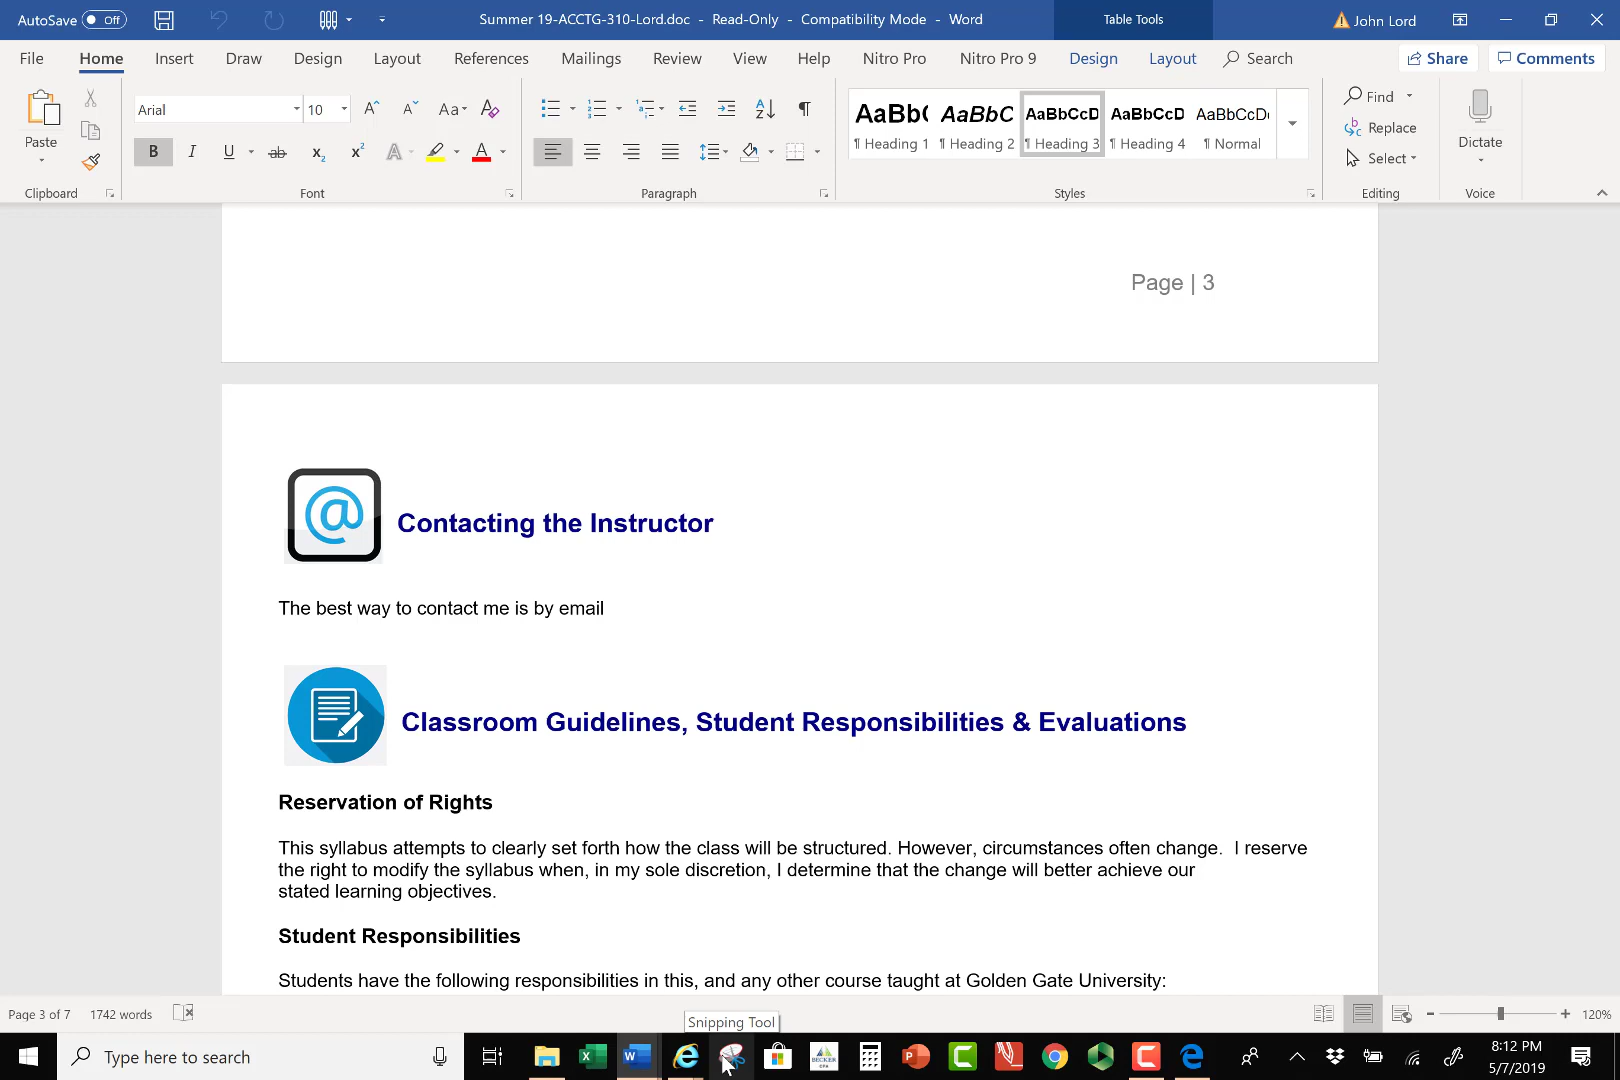 AutoSave Off Summer 19-ACCTG-310-Lord.doc - Read-Only - Compatibility Mode - Word Table Tools John Lord
File Home Insert Draw Design Layout References Mailings Review View Help Nitro Pro Nitro Pro 9 Design Layout Search Share Comments
Paste
Clipboard
Arial 10 Aa
B I U ab x2 x2 A A
Font
Paragraph
AaBb( AaBbC AaBbCcD AaBbCcD AaBbCcD
¶ Heading 1 ¶ Heading 2 ¶ Heading 3 ¶ Heading 4 ¶ Normal
Styles
Find
Replace
Select
Editing
Dictate
Voice
Page | 3
@ Contacting the Instructor
The best way to contact me is by email
Classroom Guidelines, Student Responsibilities & Evaluations
Reservation of Rights
This syllabus attempts to clearly set forth how the class will be structured. However, circumstances often change. I reserve
the right to modify the syllabus when, in my sole discretion, I determine that the change will better achieve our
stated learning objectives.
Student Responsibilities
Students have the following responsibilities in this, and any other course taught at Golden Gate University:
Page 3 of 7 1742 words 120%
Snipping Tool
Type here to search
BECKER
8:12 PM
5/7/2019